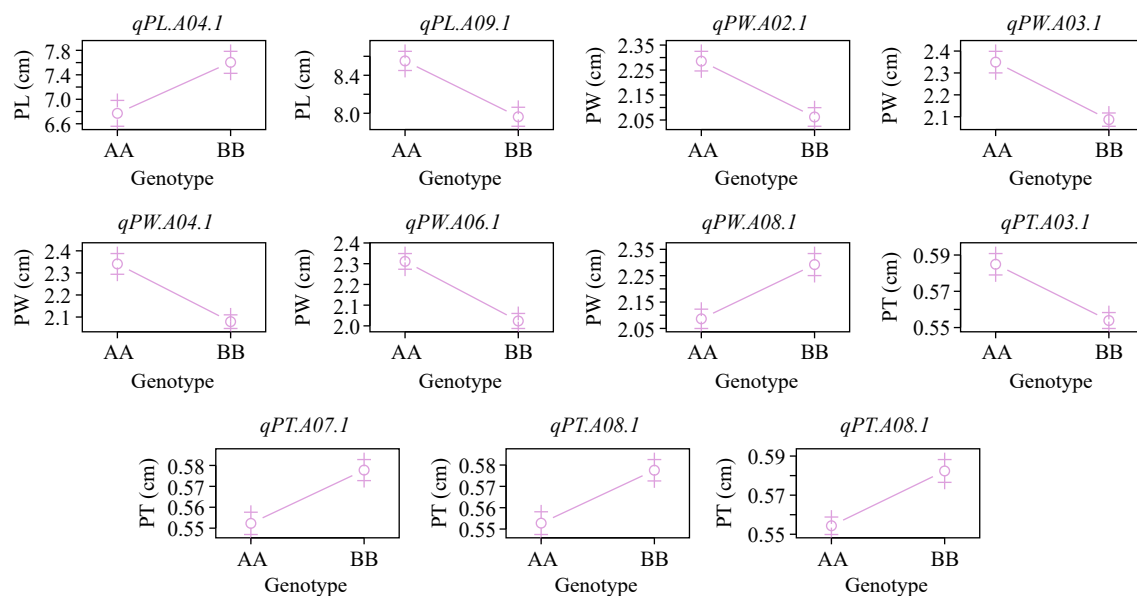 qPL.A04.1
PL (cm)
7.8
7.0
6.6
AA BB
Genotype
qPL.A09.1
PL (cm)
8.4
8.0
AA BB
Genotype
qPW.A02.1
PW (cm)
2.35
2.25
2.15
2.05
AA BB
Genotype
qPW.A03.1
PW (cm)
2.4
2.3
2.2
2.1
AA BB
Genotype
qPW.A04.1
PW (cm)
2.4
2.3
2.1
AA BB
Genotype
qPW.A06.1
PW (cm)
2.4
2.3
2.1
2.0
AA BB
Genotype
qPW.A08.1
PW (cm)
2.35
2.25
2.15
2.05
AA BB
Genotype
qPT.A03.1
PT (cm)
0.59
0.57
0.55
AA BB
Genotype
qPT.A07.1
PT (cm)
0.58
0.57
0.56
0.55
AA BB
Genotype
qPT.A08.1
PT (cm)
0.58
0.57
0.56
0.55
AA BB
Genotype
qPT.A08.1
PT (cm)
0.59
0.57
0.55
AA BB
Genotype